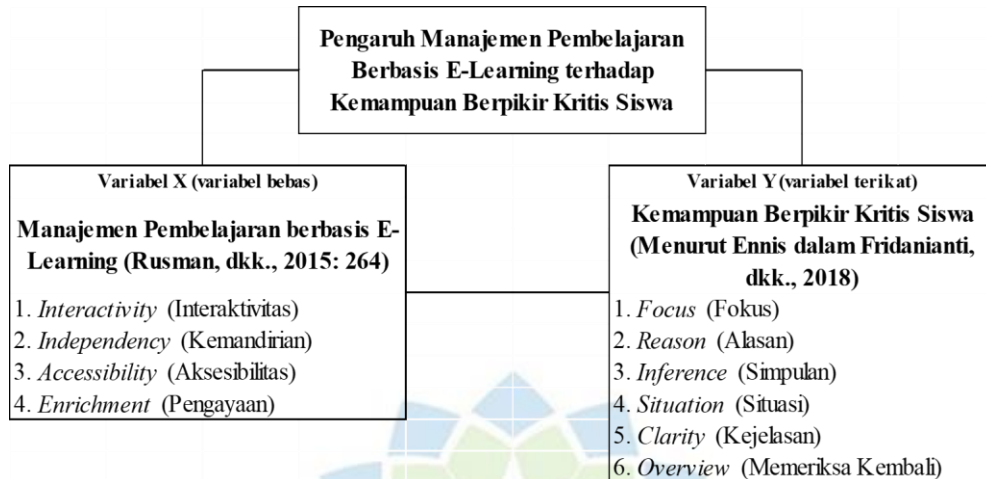 Pengaruh Manajemen Pembelajaran
Berbasis E-Learning terhadap
Kemampuan Berpikir Kritis Siswa
Variabel X (variabel bebas)
Manajemen Pembelajaran berbasis E-
Learning (Rusman, dkk., 2015: 264)
1. Interactivity (Interaktivitas)
2. Independency (Kemandirian)
3. Accessibility (Aksesibilitas)
4. Enrichment (Pengayaan)
Variabel Y (variabel terikat)
Kemampuan Berpikir Kritis Siswa
(Menurut Ennis dalam Fridanianti,
dkk., 2018)
1. Focus (Fokus)
2. Reason (Alasan)
3. Inference (Simpulan)
4. Situation (Situasi)
5. Clarity (Kejelasan)
6. Overview (Memeriksa Kembali)